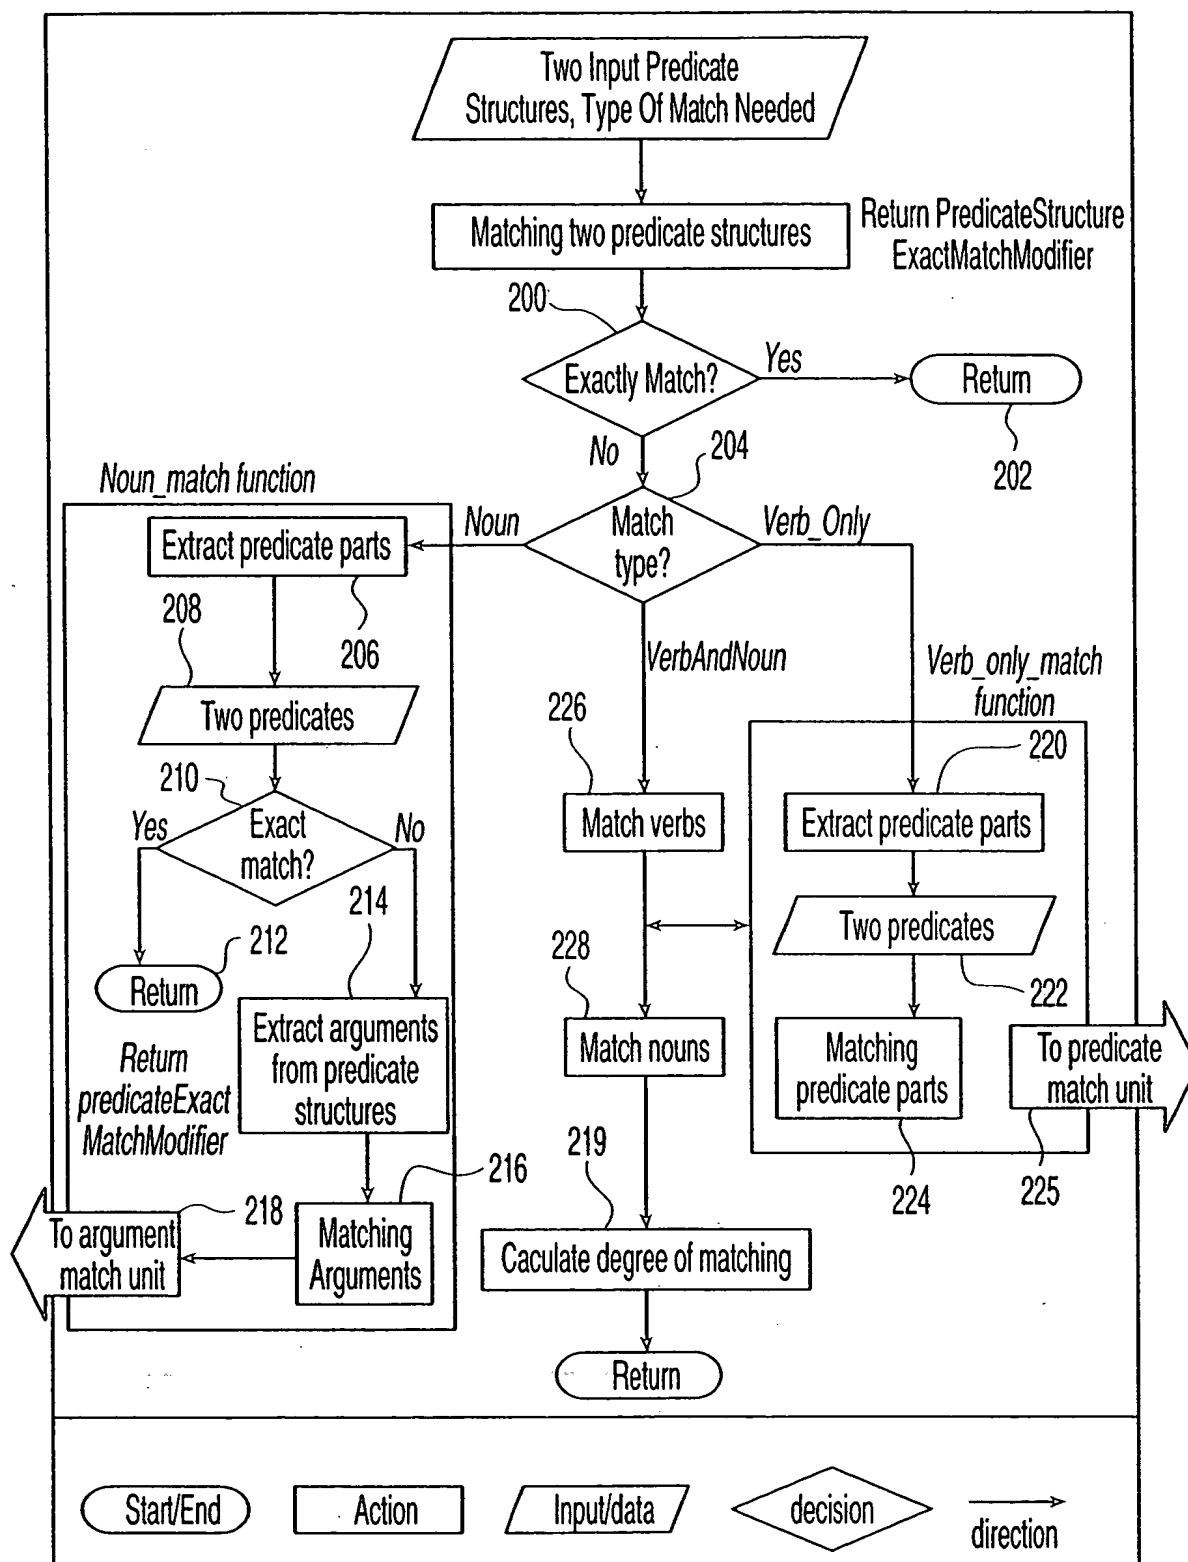 Two Input Predicate
Structures, Type Of Match Needed
Matching two predicate structures
Return PredicateStructure
ExactMatchModifier
200
Exactly Match?
Yes
Return
202
No
204
Noun_match function
Extract predicate parts
Noun
Match
type?
Verb_Only
208
206
VerbAndNoun
Verb_only_match
function
Two predicates
226
220
210
Yes
Exact
match?
No
Match verbs
Extract predicate parts
214
212
Return
Two predicates
228
222
Extract arguments
from predicate
structures
Match nouns
Matching
predicate parts
To predicate
match unit
Return
predicateExact
MatchModifier
219
216
224
225
218
To argument
match unit
Matching
Arguments
Caculate degree of matching
Return
Start/End
Action
Input/data
decision
direction